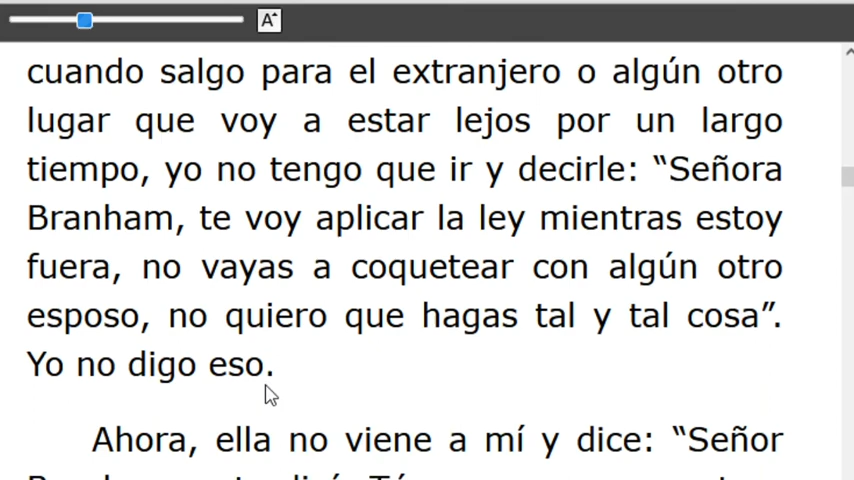 A
cuando salgo para el extranjero o algún otro
lugar que voy a estar lejos por un largo
tiempo, yo no tengo que ir y decirle: “Señora
Branham, te voy aplicar la ley mientras estoy
fuera, no vayas a coquetear con algún otro
esposo, no quiero que hagas tal y tal cosa”.
Yo no digo eso.
Ahora, ella no viene a mí y dice: “Señor